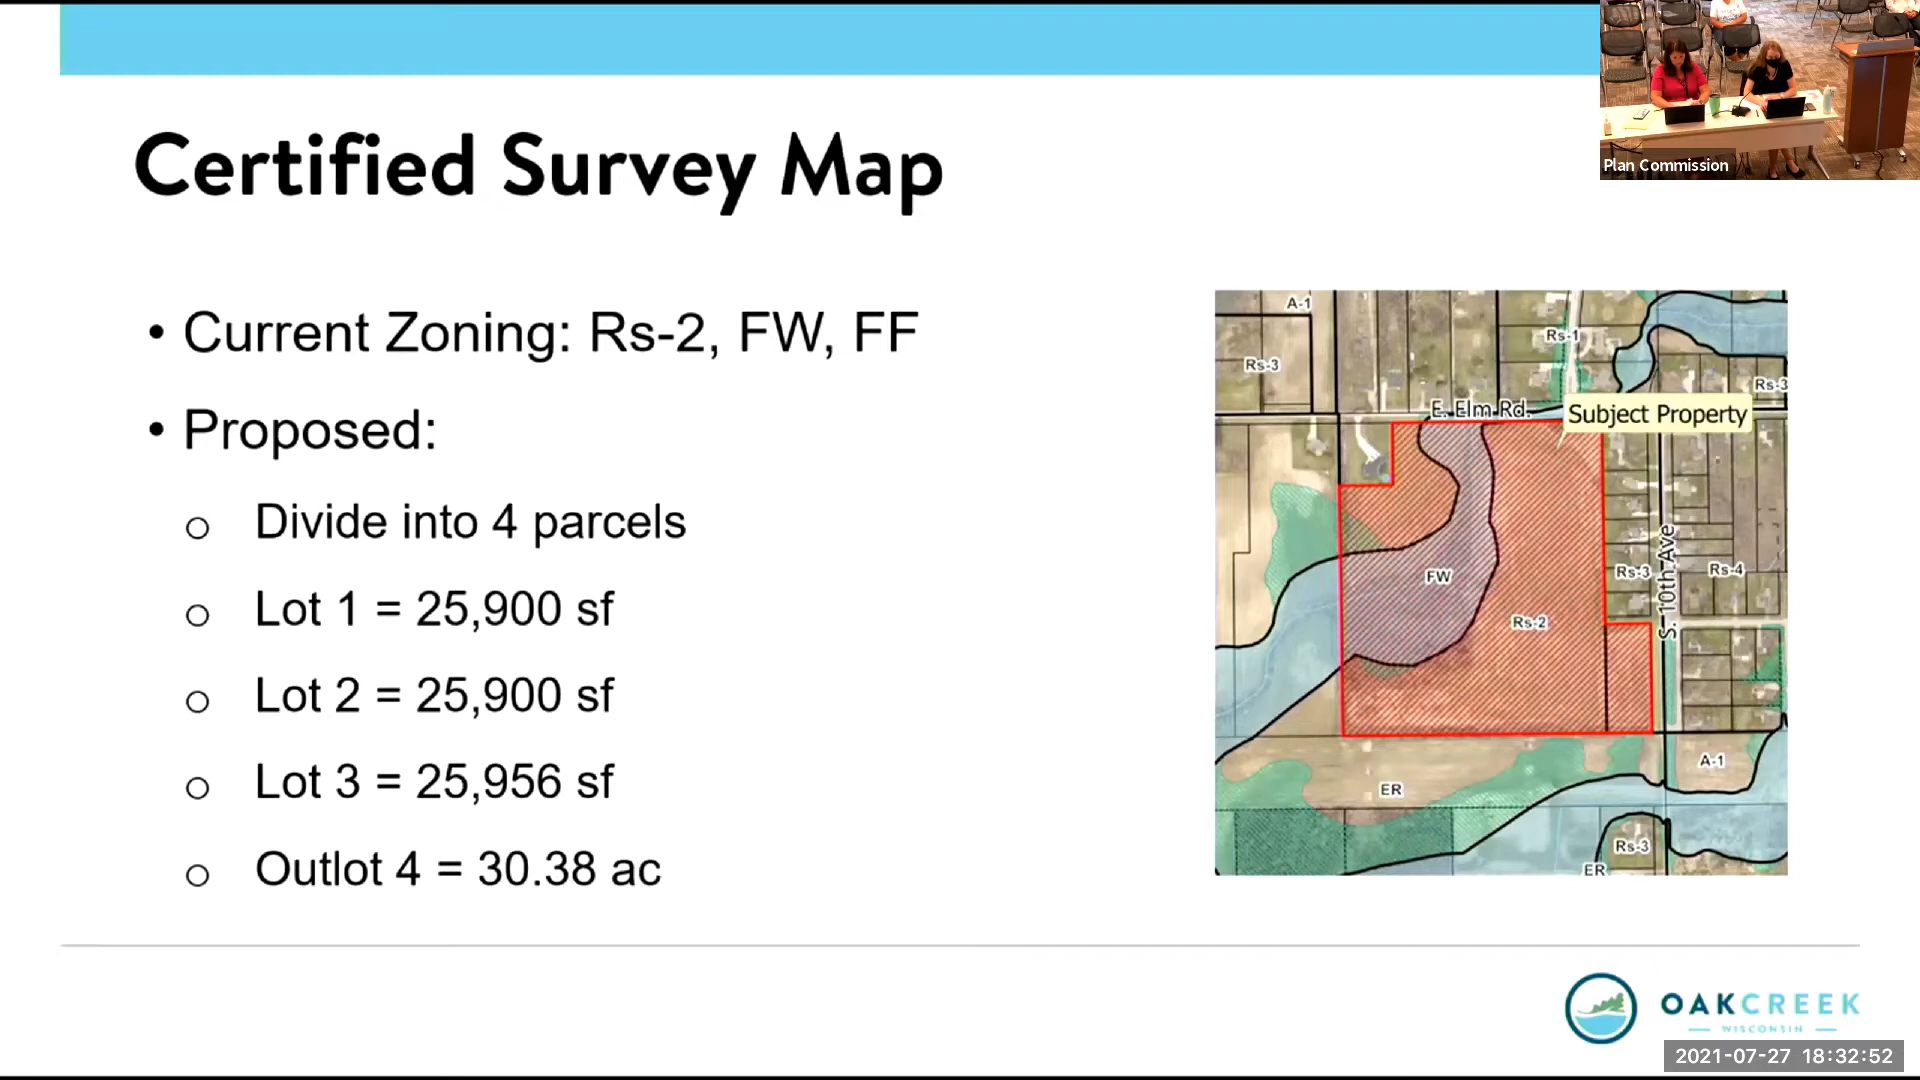 Plan Commission
Certified Survey Map
• Current Zoning: Rs-2, FW, FF
• Proposed:
o Divide into 4 parcels
o Lot 1 = 25,900 sf
o Lot 2 = 25,900 sf
o Lot 3 = 25,956 sf
o Outlot 4 = 30.38 ac
A-1
Rs-1
Rs-3
Rs-3
E. Elm Rd.
Subject Property
FW
Rs-2
Rs-3
S. 10th Ave
Rs-4
A-1
ER
Rs-3
ER
OAKCREEK
WISCONSIN
2021-07-27 18:32:52